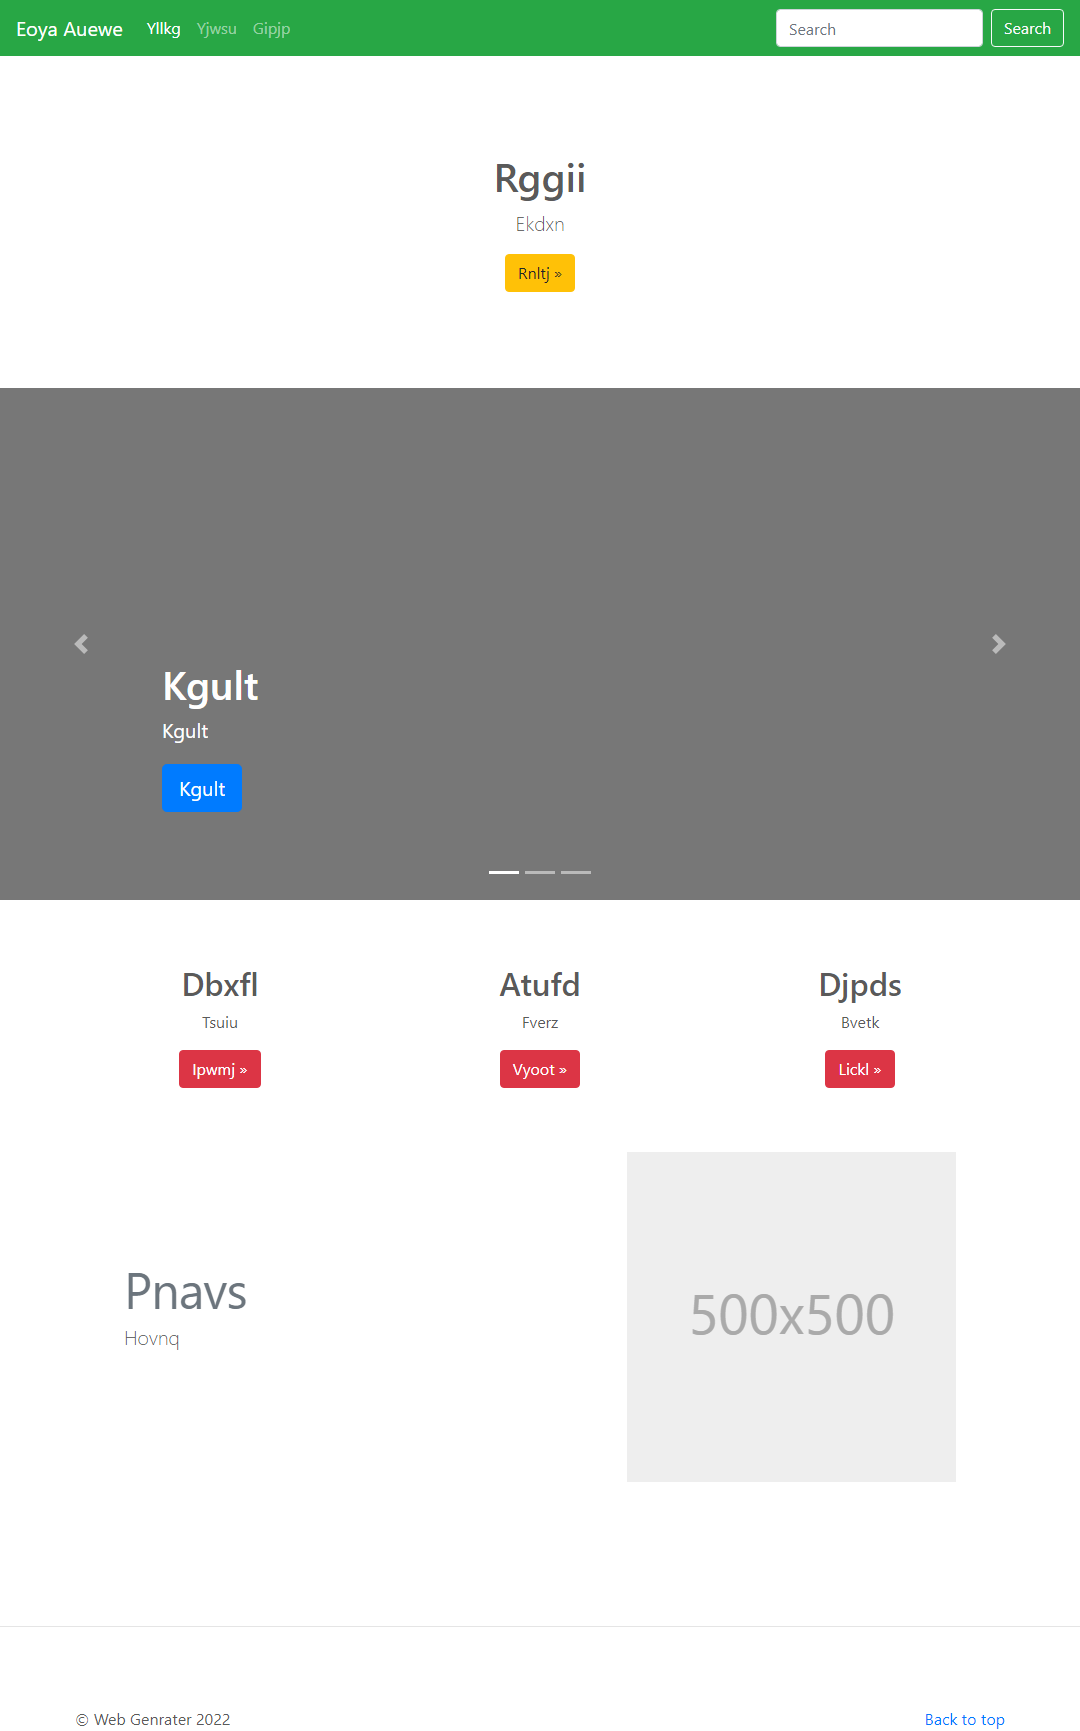 Eoya Auewe Yllkg Yjwsu Gipjp Search Search
Rggii
Ekdxn
Rnltj »
Kgult
Kgult
Kgult
Dbxfl Atufd Djpds
Tsuiu Fverz Bvetk
Ipwmj » Vyoot » Lickl »
Pnavs
Hovnq
500x500
© Web Genrater 2022 Back to top